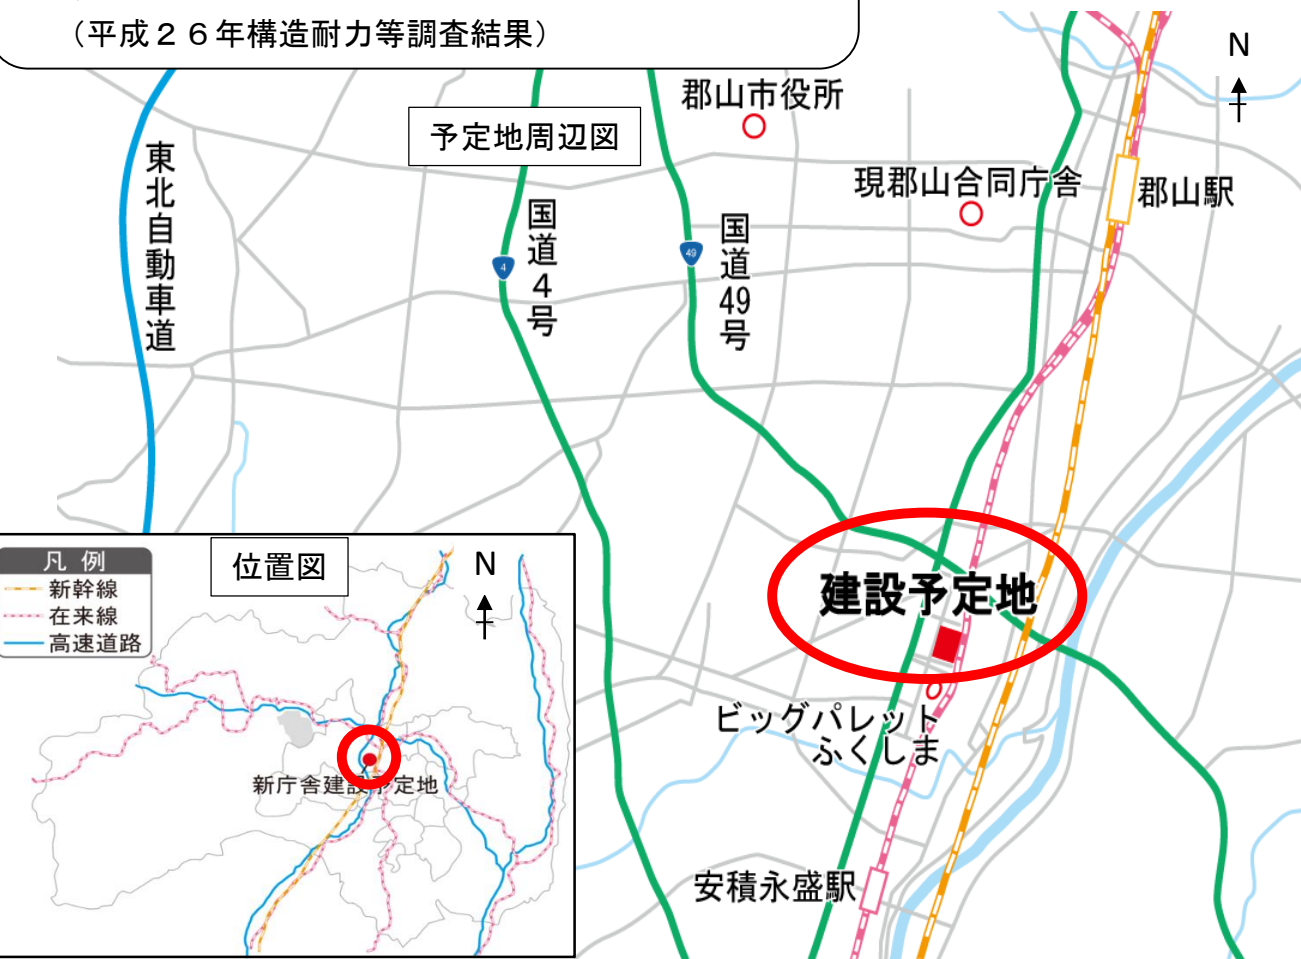 （平成２６年構造耐力等調査結果）
N
郡山市役所
予定地周辺図
東北自動車道
現郡山合同庁舎
郡山駅
国道４号
4
国道49号
49
建設予定地
ビッグパレット
ふくしま
安積永盛駅
凡例
新幹線
在来線
高速道路
位置図
N
新庁舎建設予定地